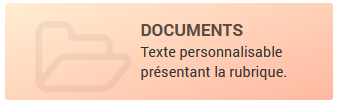 DOCUMENTS
Texte personnalisable
présentant la rubrique.